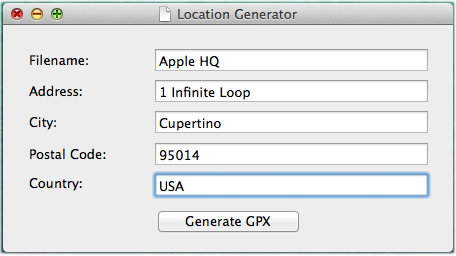 Location Generator
Filename: Apple HQ
Address: 1 Infinite Loop
City: Cupertino
Postal Code: 95014
Country: USA
Generate GPX